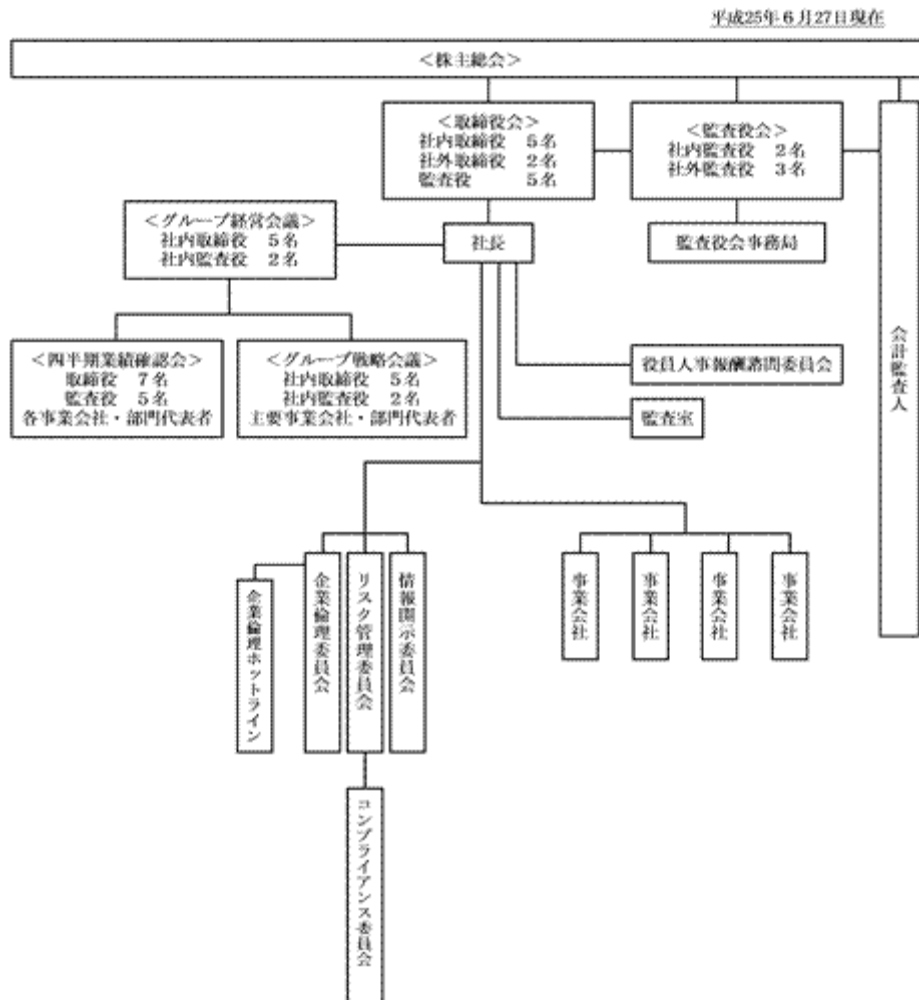 平成25年6月27日現在
＜株主総会＞
＜取締役会＞
社内取締役 5名
社外取締役 2名
監査役 5名
＜監査役会＞
社内監査役 2名
社外監査役 3名
＜グループ経営会議＞
社内取締役 5名
社内監査役 2名
社長
監査役会事務局
会計監査人
＜四半期業績確認会＞
取締役 7名
監査役 5名
各事業会社・部門代表者
＜グループ戦略会議＞
社内取締役 5名
社内監査役 2名
主要事業会社・部門代表者
役員人事報酬諮問委員会
監査室
企業倫理ホットライン
企業倫理委員会
リスク管理委員会
情報開示委員会
事業会社
事業会社
事業会社
事業会社
コンプライアンス委員会